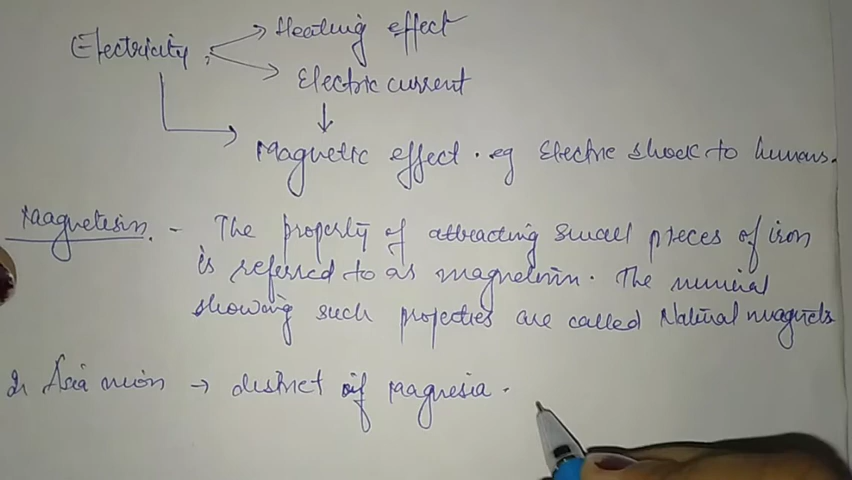 Electricity, → Heating effect
→ Electric current
↓
Magnetic effect. eg Electric shock to humans.
Magnetism. - The property of attracting small pieces of iron
is referred to as magnetism. The mineral
showing such properties are called Natural magnets
In Asia → district of Magnesia.